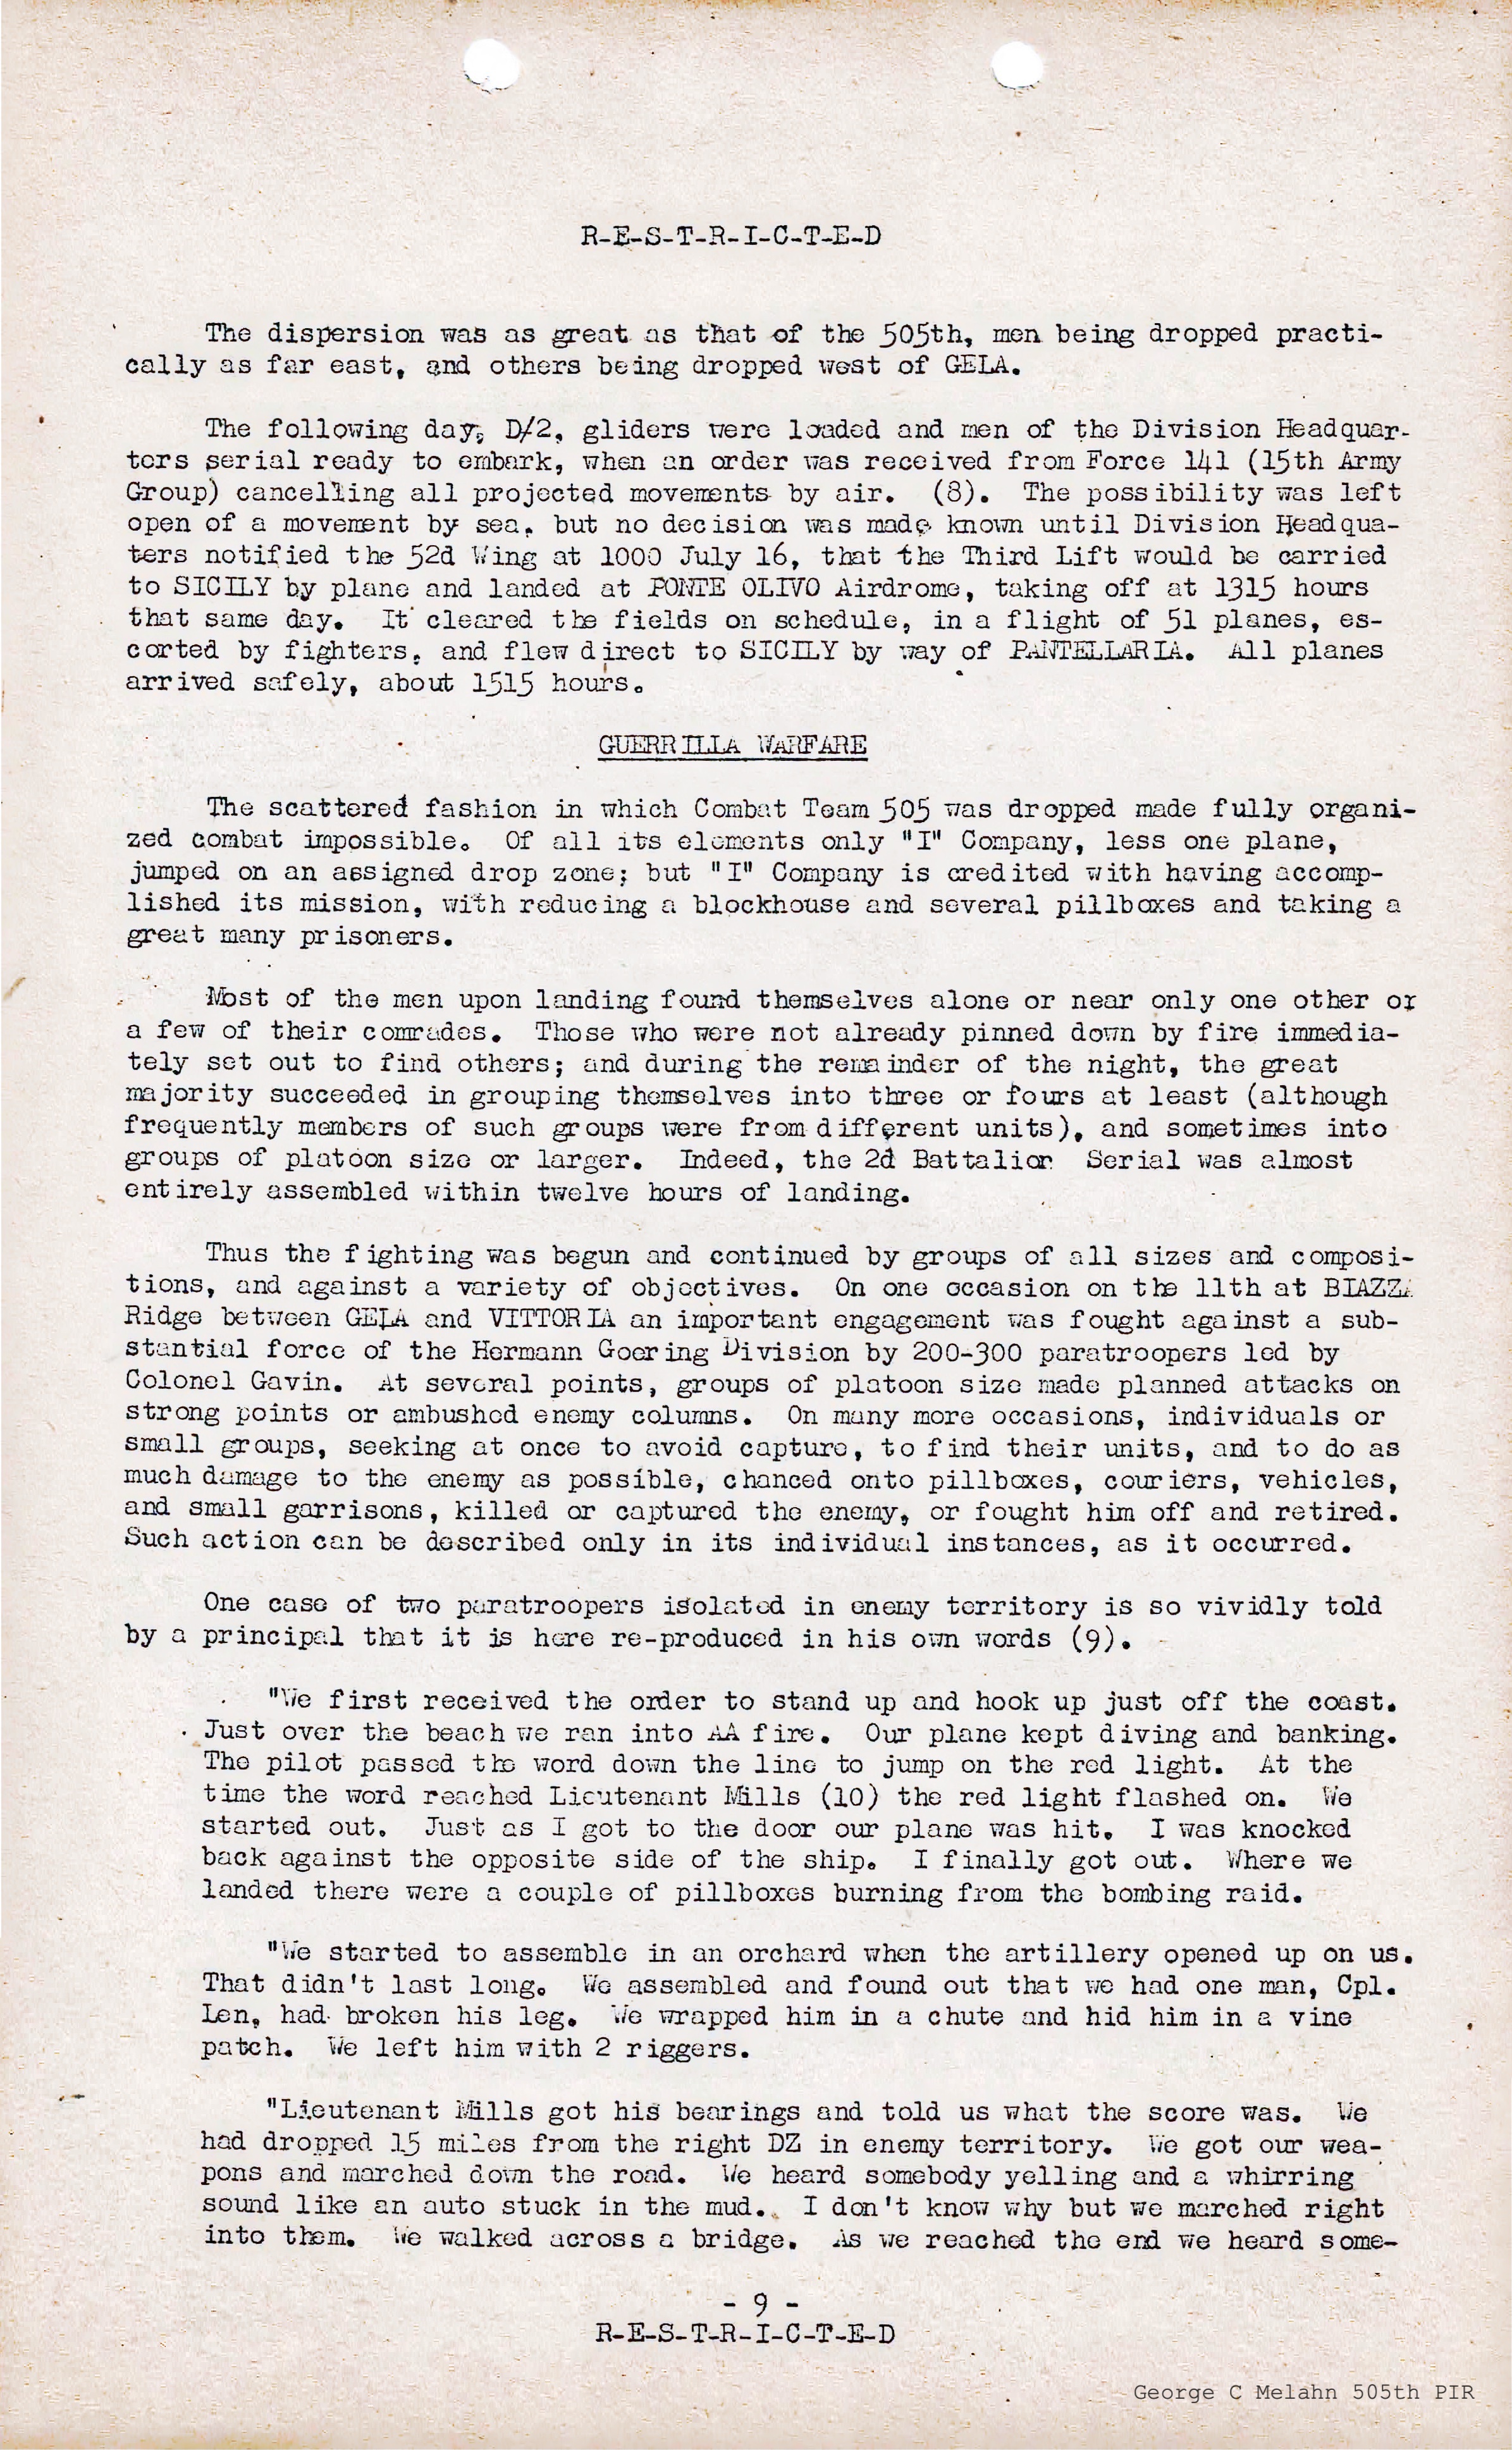 R-E-S-T-R-I-C-T-E-D
The dispersion was as great as that of the 505th, men being dropped practi-
cally as far east, and others being dropped west of GELA.
The following day, D/2, gliders were loaded and men of the Division Headquar-
ters serial ready to embark, when an order was received from Force 141 (15th Army
Group) cancelling all projected movements by air. (8). The possibility was left
open of a movement by sea, but no decision was made known until Division Headqua-
ters notified the 52d Wing at 1000 July 16, that the Third Lift would be carried
to SICILY by plane and landed at PONTE OLIVO Airdrome, taking off at 1315 hours
that same day. It cleared the fields on schedule, in a flight of 51 planes, es-
corted by fighters, and flew direct to SICILY by way of PANTELLARIA. All planes
arrived safely, about 1515 hours.
GUERRILLA WARFARE
The scattered fashion in which Combat Team 505 was dropped made fully organi-
zed combat impossible. Of all its elements only "I" Company, less one plane,
jumped on an assigned drop zone; but "I" Company is credited with having accomp-
lished its mission, with reducing a blockhouse and several pillboxes and taking a
great many prisoners.
Most of the men upon landing found themselves alone or near only one other or
a few of their comrades. Those who were not already pinned down by fire immedia-
tely set out to find others; and during the remainder of the night, the great
majority succeeded in grouping themselves into three or fours at least (although
frequently members of such groups were from different units), and sometimes into
groups of platoon size or larger. Indeed, the 2d Battalion Serial was almost
entirely assembled within twelve hours of landing.
Thus the fighting was begun and continued by groups of all sizes and composi-
tions, and against a variety of objectives. On one occasion on the 11th at BIAZZA
Ridge between GELA and VITTORIA an important engagement was fought against a sub-
stantial force of the Hermann Goering Division by 200-300 paratroopers led by
Colonel Gavin. At several points, groups of platoon size made planned attacks on
strong points or ambushed enemy columns. On many more occasions, individuals or
small groups, seeking at once to avoid capture, to find their units, and to do as
much damage to the enemy as possible, chanced onto pillboxes, couriers, vehicles,
and small garrisons, killed or captured the enemy, or fought him off and retired.
Such action can be described only in its individual instances, as it occurred.
One case of two paratroopers isolated in enemy territory is so vividly told
by a principal that it is here re-produced in his own words (9).
"We first received the order to stand up and hook up just off the coast.
Just over the beach we ran into AA fire. Our plane kept diving and banking.
The pilot passed the word down the line to jump on the red light. At the
time the word reached Lieutenant Mills (10) the red light flashed on. We
started out. Just as I got to the door our plane was hit. I was knocked
back against the opposite side of the ship. I finally got out. Where we
landed there were a couple of pillboxes burning from the bombing raid.
"We started to assemble in an orchard when the artillery opened up on us.
That didn't last long. We assembled and found out that we had one man, Cpl.
Len, had broken his leg. We wrapped him in a chute and hid him in a vine
patch. We left him with 2 riggers.
"Lieutenant Mills got his bearings and told us what the score was. We
had dropped 15 miles from the right DZ in enemy territory. We got our wea-
pons and marched down the road. We heard somebody yelling and a whirring
sound like an auto stuck in the mud. I don't know why but we marched right
into them. We walked across a bridge. As we reached the end we heard some-
- 9 -
R-E-S-T-R-I-C-T-E-D
George C Melahn 505th PIR